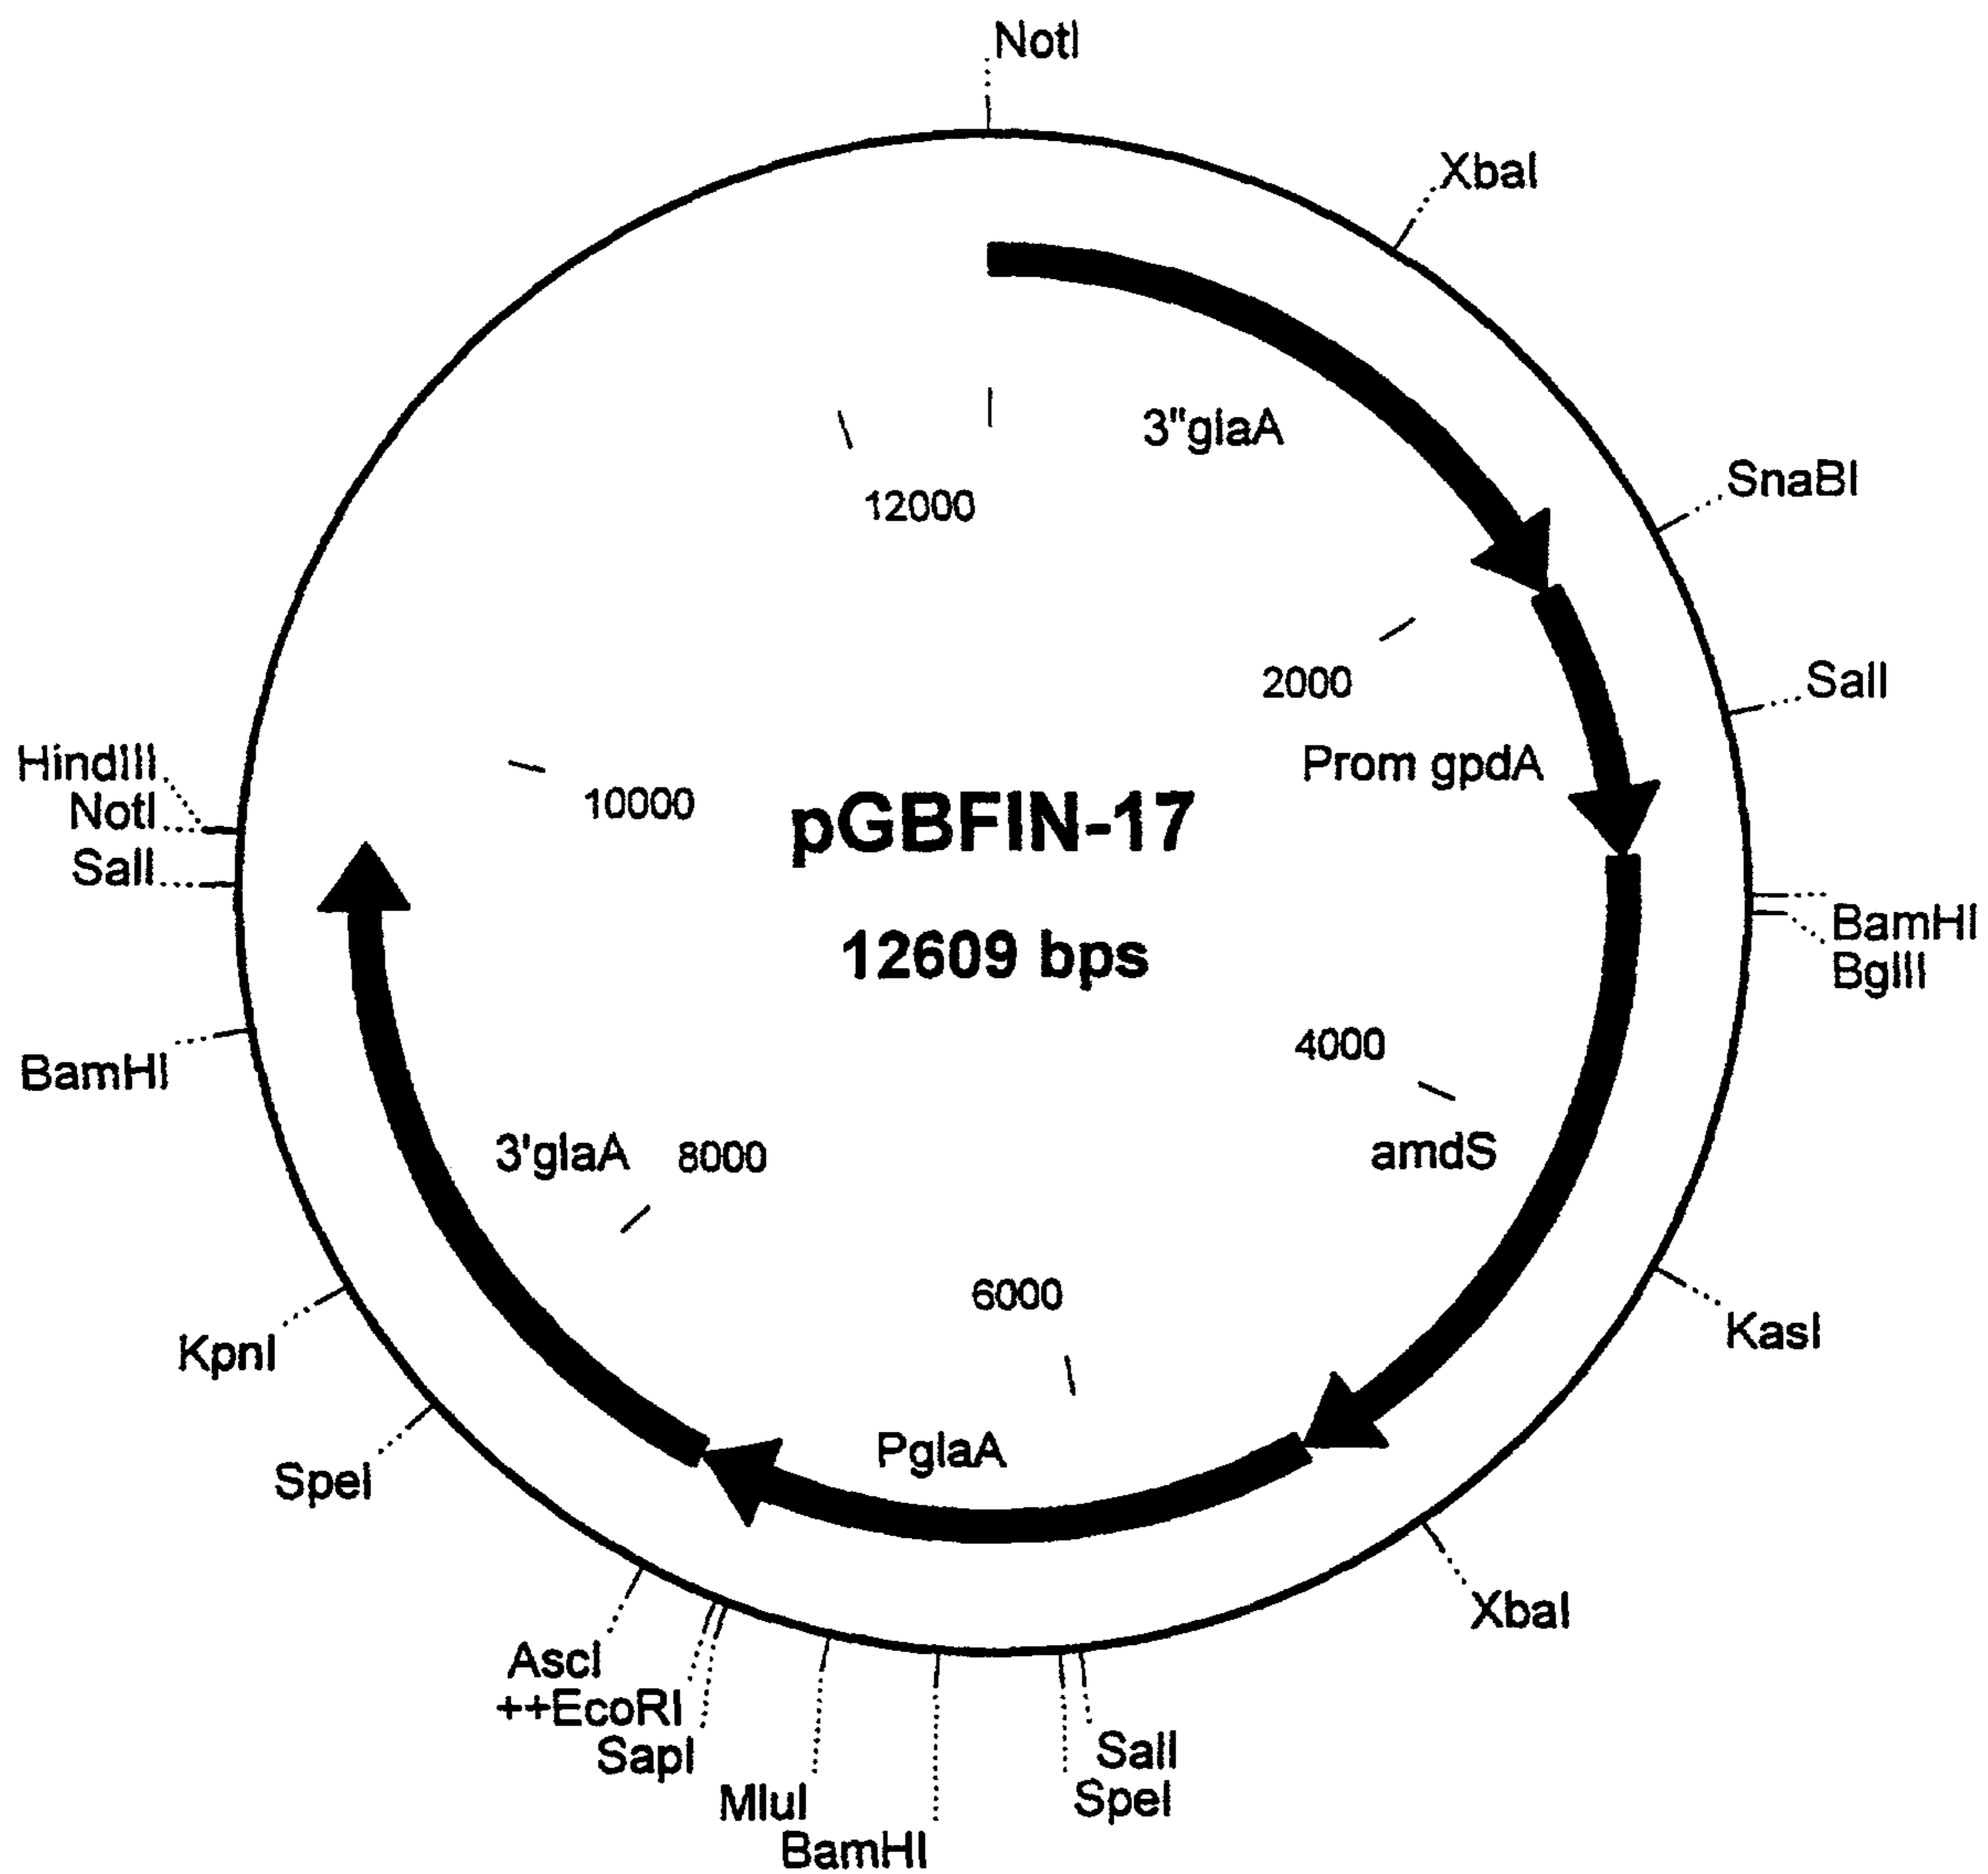 NotI
XbaI
3"glaA
SnaBI
12000
2000
SalI
HindIII
Prom gpdA
NotI
10000
pGBFIN-17
SalI
BamHI
12609 bps
BglII
4000
BamHI
3'glaA
8000
amdS
6000
KasI
KpnI
PglaA
SpeI
XbaI
AscI
++EcoRI
SapI
SalI
MluI
SpeI
BamHI